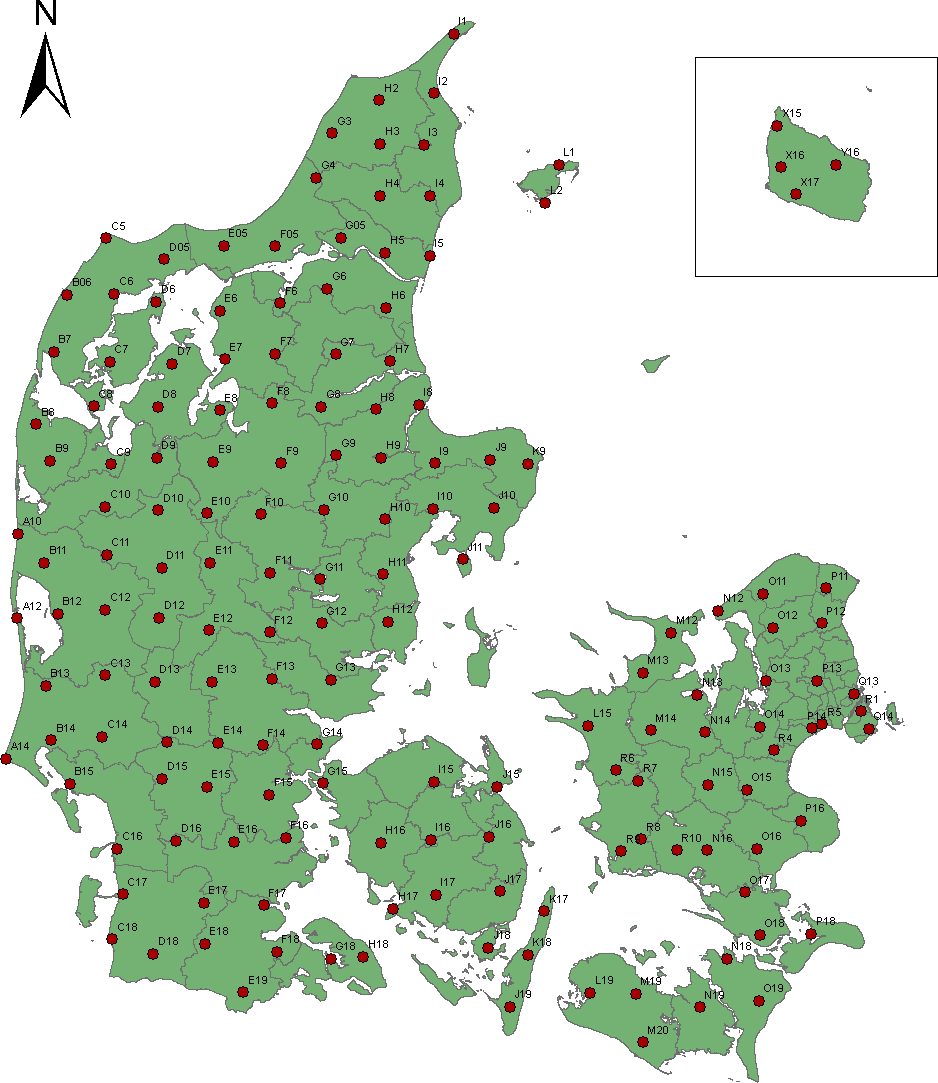 N
I1
H2
I2
X15
G3
H3
I3
L1
X16
Y16
G4
H4
I4
L2
X17
C5
E05
F05
G05
D05
H5
I5
B06
C6
D6
E6
F6
G6
H6
B7
C7
D7
E7
F7
G7
H7
B8
C8
D8
E8
F8
G8
H8
I8
B9
C9
D9
E9
F9
G9
H9
I9
J9
K9
A10
C10
D10
E10
F10
G10
H10
I10
J10
B11
C11
D11
E11
F11
G11
H11
J11
O11
P11
A12
B12
C12
D12
E12
F12
G12
H12
M12
N12
O12
P12
B13
C13
D13
E13
F13
G13
M13
N13
O13
P13
Q13
R1
A14
B14
C14
D14
E14
F14
G14
L15
M14
N14
O14
P14
R5
Q14
R4
B15
D15
E15
F15
G15
I15
J15
R6
R7
N15
O15
C16
D16
E16
F16
H16
I16
J16
R8
R10
N16
O16
P16
C17
E17
F17
H17
I17
J17
K17
O17
C18
D18
E18
F18
G18
H18
J18
K18
N18
O18
P18
E19
J19
L19
M19
N19
O19
M20